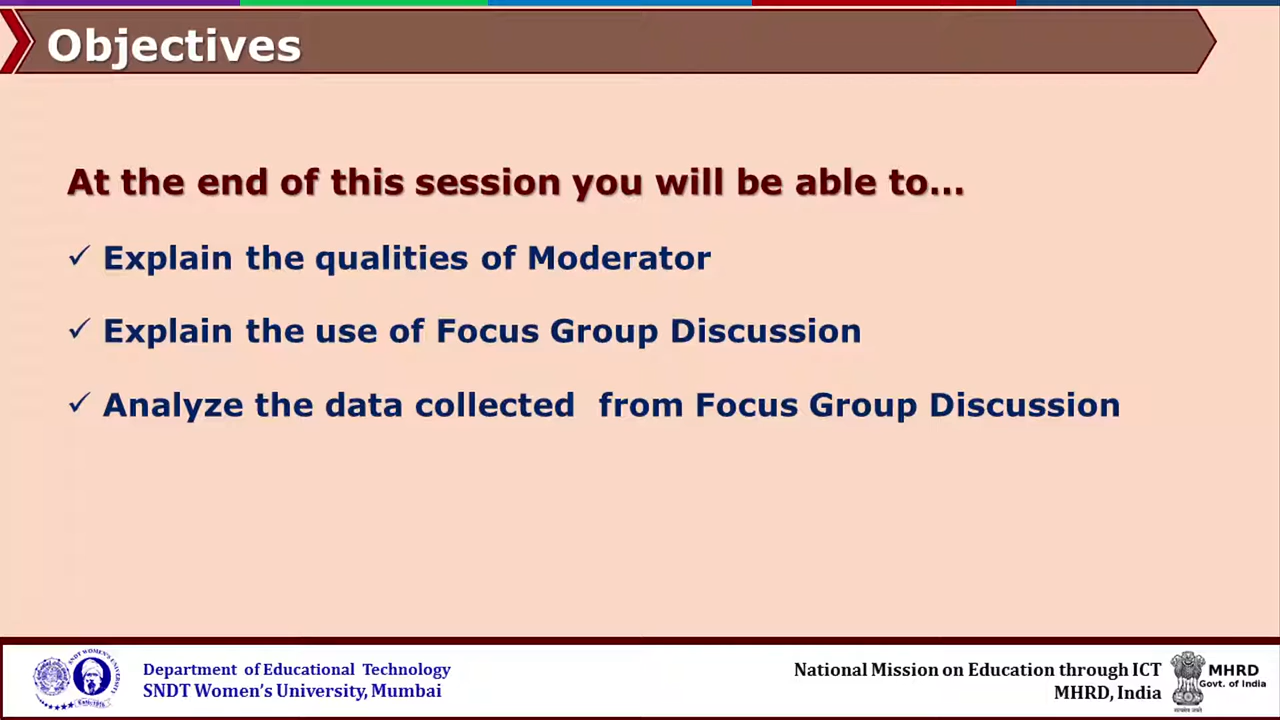 Objectives
At the end of this session you will be able to...
✓ Explain the qualities of Moderator
✓ Explain the use of Focus Group Discussion
✓ Analyze the data collected from Focus Group Discussion
Department of Educational Technology
SNDT Women's University, Mumbai
National Mission on Education through ICT
MHRD, India
MHRD
Govt. of India